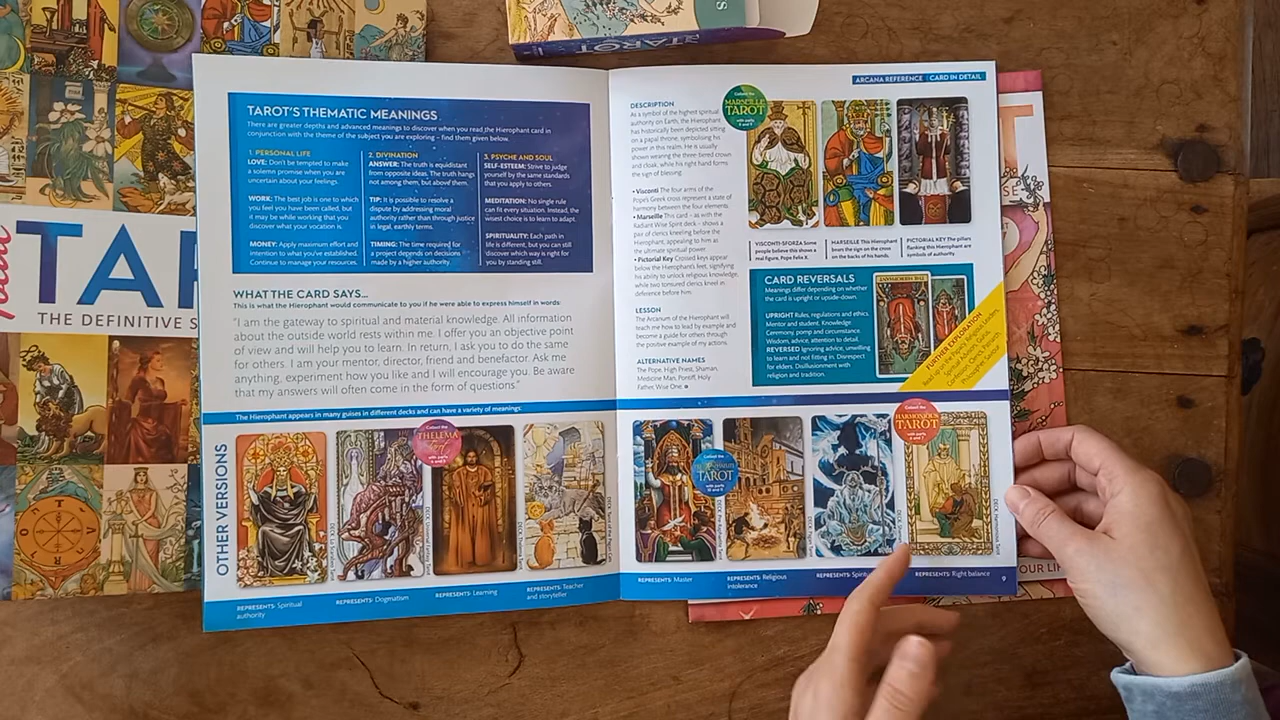 TAROT
TAR
THE DEFINITIVE S
TAROT'S THEMATIC MEANINGS
There are greater depths and advanced meanings to discover when you read the Hierophant card in
conjunction with the theme of the subject you are exploring – find them given below.
1. PERSONAL LIFE
LOVE: Don't be tempted to make
a solemn promise when you are
uncertain about your feelings.
WORK: The best job is one to which
you feel you have been called, but
it may be while working that you
discover what your vocation is.
MONEY: Apply maximum effort and
intention to what you've established.
Continue to manage your resources.
2. DIVINATION
ANSWER: The truth is equidistant
from opposite ideas. The truth hangs
not among them, but above them.
TIP: It is possible to resolve a
dispute by addressing moral
authority rather than through justice
in legal, earthly terms.
TIMING: The time required for
a project depends on decisions
made by a higher authority.
3. PSYCHE AND SOUL
SELF-ESTEEM: Strive to judge
yourself by the same standards
that you apply to others.
MEDITATION: No single rule
can fit every situation. Instead, the
wisest choice is to learn to adapt.
SPIRITUALITY: Each path in
life is different, but you can still
discover which way is right for
you by standing still.
WHAT THE CARD SAYS...
This is what the Hierophant would communicate to you if he were able to express himself in words:
"I am the gateway to spiritual and material knowledge. All information
about the outside world rests within me. I offer you an objective point
of view and will help you to learn. In return, I ask you to do the same
for others. I am your mentor, director, friend and benefactor. Ask me
anything, experiment how you like and I will encourage you. Be aware
that my answers will often come in the form of questions."
The Hierophant appears in many guises in different decks and can have a variety of meanings.
OTHER VERSIONS
Collect the
THELEMA
Tarot
REPRESENTS: Spiritual
authority
REPRESENTS: Dogmatism
REPRESENTS: Learning
REPRESENTS: Teacher
and storyteller
ARCANA REFERENCE CARD IN DETAIL
DESCRIPTION
As a symbol of the highest spiritual
authority on Earth, the Hierophant
has historically been depicted sitting
on a papal throne, symbolising his
power in this realm. He is usually
shown wearing the three-tiered crown
and cloak, while his right hand forms
the sign of blessing.
• Visconti The four arms of the
Pope's Greek cross represent a state of
harmony between the four elements.
• Marseille This card – as with the
Radiant Wise Spirit deck – shows a
pair of clerics kneeling before the
Hierophant, appealing to him as
the ultimate spiritual power.
• Pictorial Key Crossed keys appear
below the Hierophant's feet, signifying
his ability to unlock religious knowledge,
while two tonsured clerics kneel in
deference before him.
LESSON
The Arcanum of the Hierophant will
teach me how to lead by example and
become a guide for others through
the positive example of my actions.
ALTERNATIVE NAMES
The Pope, High Priest, Shaman,
Medicine Man, Pontiff, Holy
Father, Wise One.
Collect the
MARSEILLE
TAROT
VISCONTI-SFORZA Some
people believe this shows a
real figure, Pope Felix V.
MARSEILLE This Hierophant
bears the sign on the cross
on the backs of his hands.
PICTORIAL KEY The pillars
flanking this Hierophant are
symbols of authority.
CARD REVERSALS
Meanings differ depending on whether
the card is upright or upside-down.
UPRIGHT Rules, regulations and ethics.
Mentor and student. Knowledge.
Ceremony, pomp and circumstance.
Wisdom, advice, attention to detail.
REVERSED Ignoring advice, unwilling
to learn and not fitting in. Disrespect
for elders. Disillusionment with
religion and tradition.
FURTHER EXPLORATION
Collect the
TAROT
Collect the
HARMONIOUS
TAROT
REPRESENTS: Master
REPRESENTS: Religious
intolerance
REPRESENTS: Right balance
9
OUR LIF